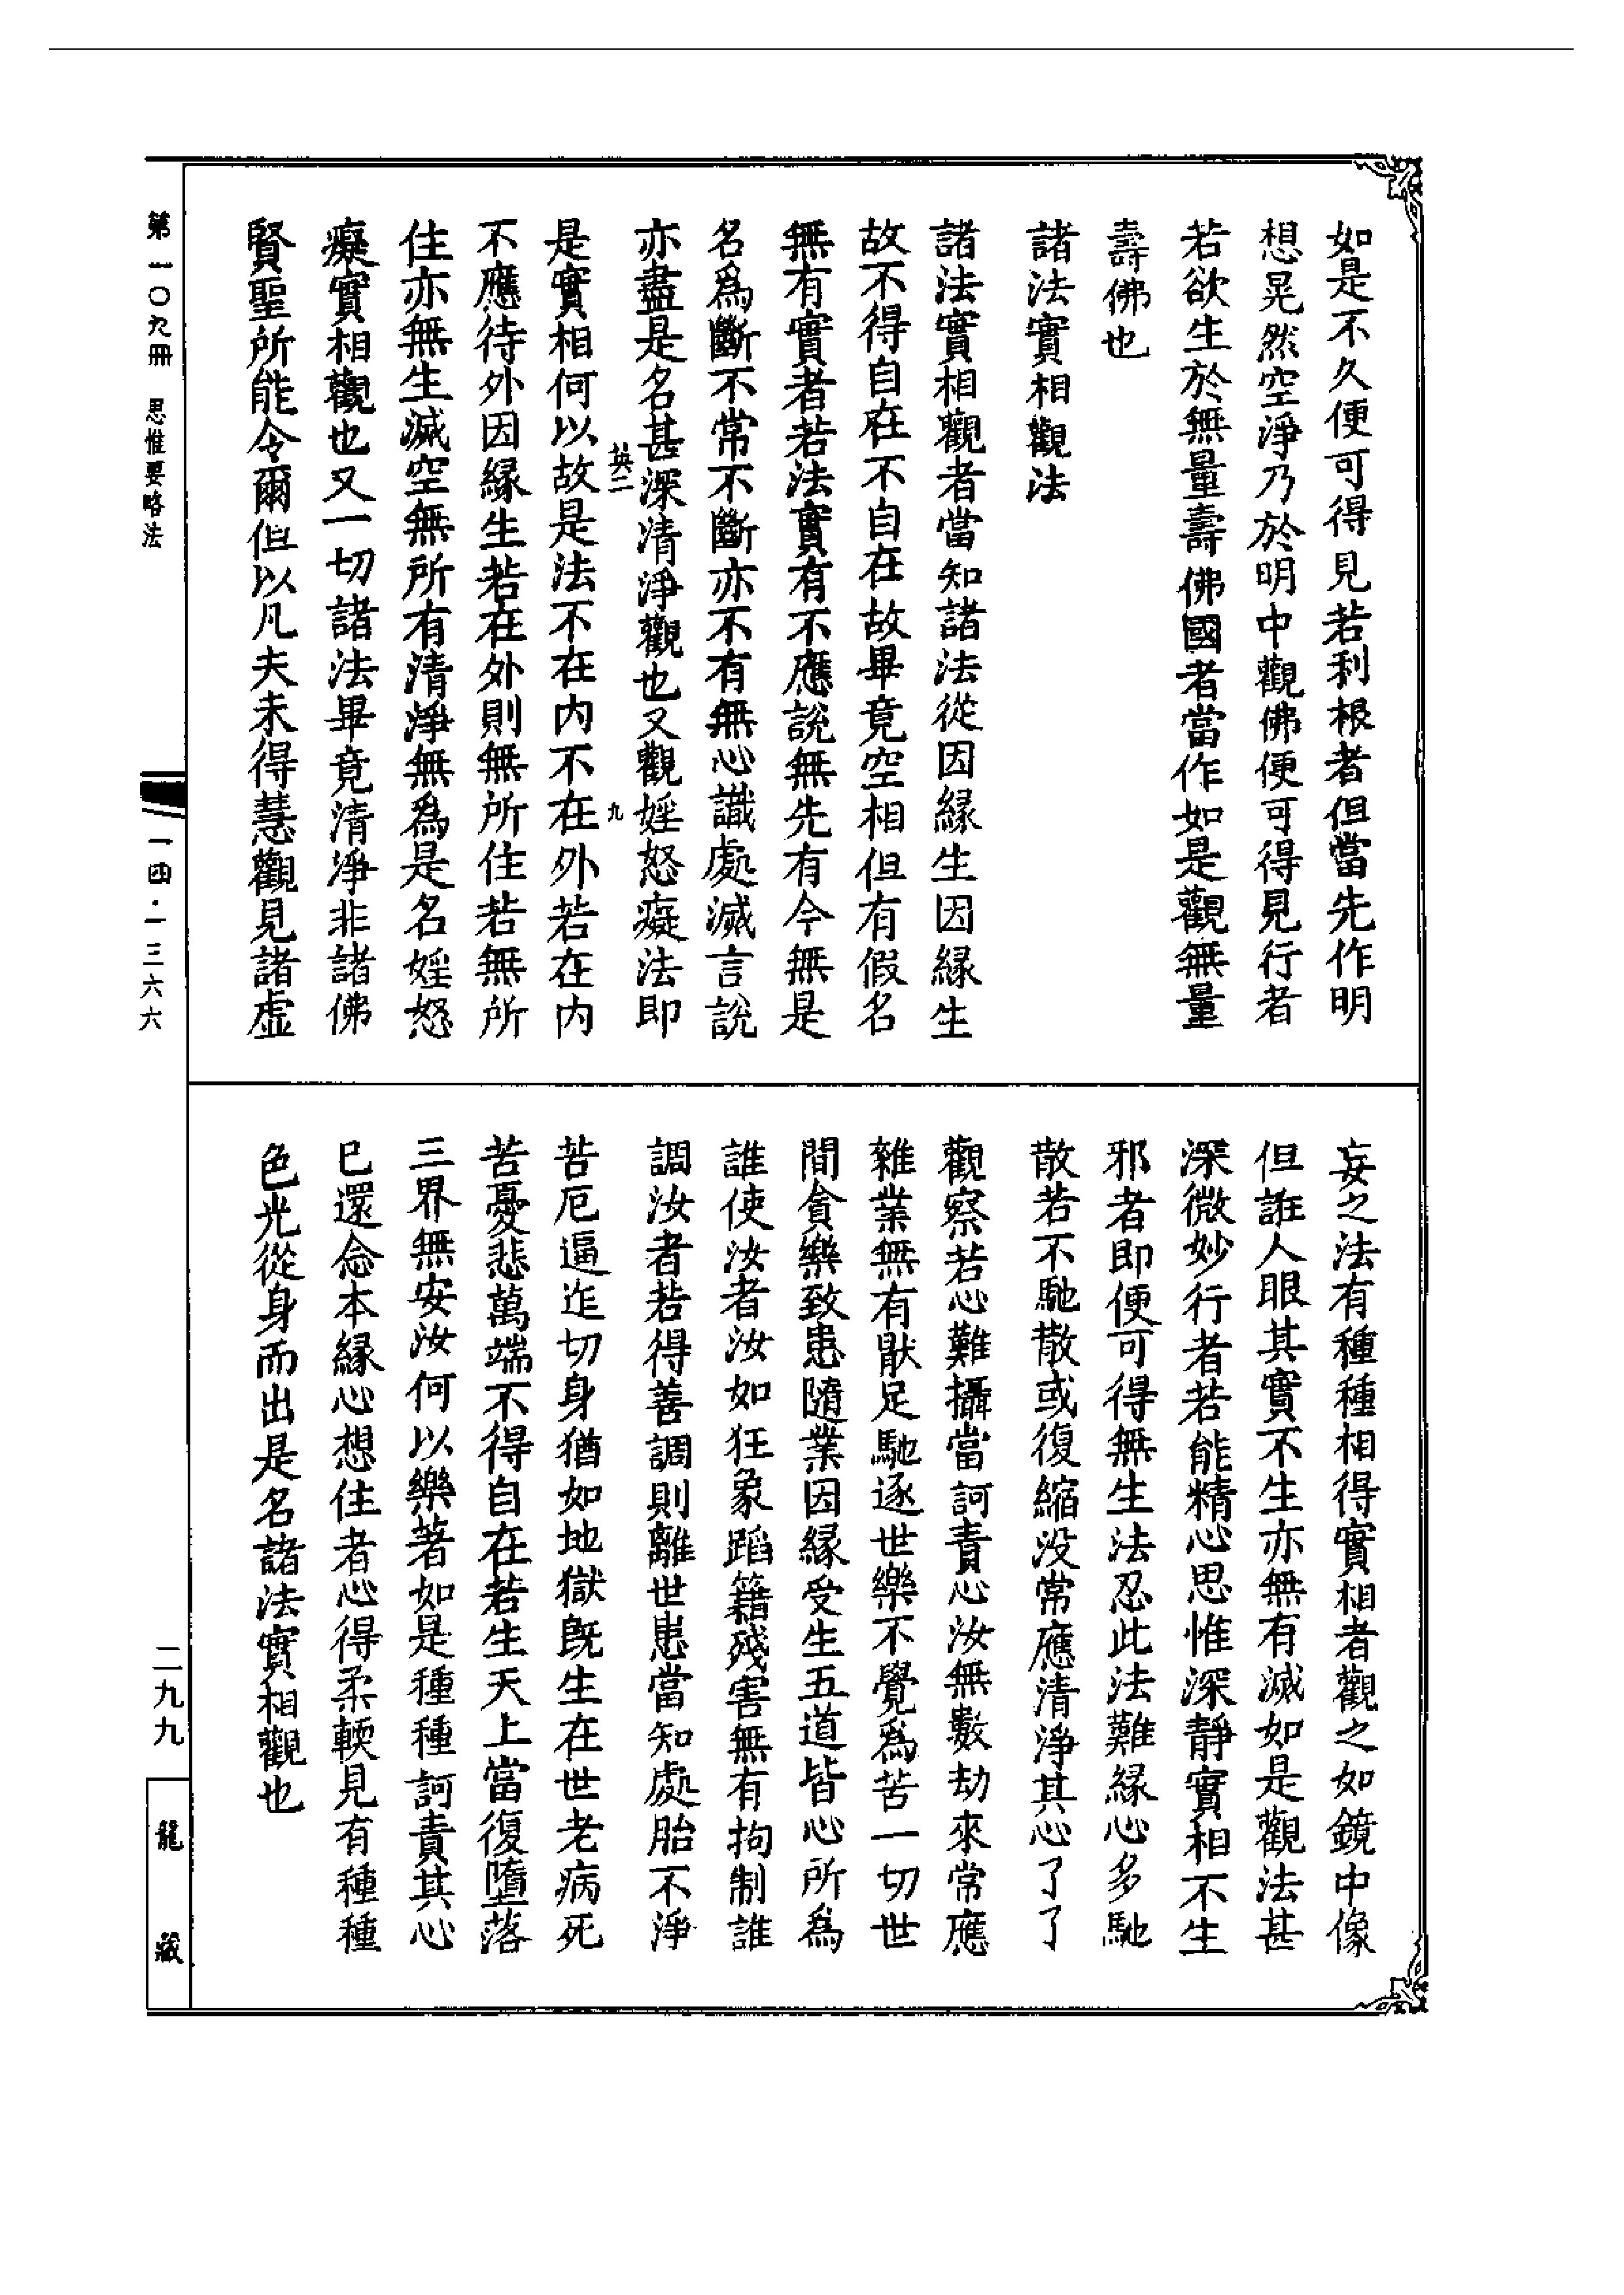 如是不久便可得見若利根者但當先作明
想晃然空淨乃於明中觀佛便可得見行者
若欲生於無量壽佛國者當作如是觀無量
壽佛也
諸法實相觀法
諸法實相觀者當知諸法從因緣生因緣生
故不得自在不自在故畢竟空相但有假名
無有實者若法實有不應說無先有今無是
名爲斷不常不斷亦不有無心識處滅言說
亦盡是名甚深清淨觀也又觀婬怒癡法即
英二
九
是實相何以故是法不在內不在外若在內
不應待外因緣生若在外則無所住若無所
住亦無生滅空無所有清淨無爲是名婬怒
癡實相觀也又一切諸法畢竟清淨非諸佛
賢聖所能令爾但以凡夫未得慧觀見諸虛
妄之法有種種相得實相者觀之如鏡中像
但誑人眼其實不生亦無有滅如是觀法甚
深微妙行者若能精心思惟深靜實相不生
邪者即便可得無生法忍此法難緣心多馳
散若不馳散或復縮没常應清淨其心了了
觀察若心難攝當訶責心汝無數劫來常應
雜業無有猒足馳逐世樂不覺爲苦一切世
間貪樂致患隨業因緣受生五道皆心所爲
誰使汝者汝如狂象蹈籍殘害無有拘制誰
調汝者若得善調則離世患當知處胎不淨
苦厄逼迮切身猶如地獄既生在世老病死
苦憂悲萬端不得自在若生天上當復墮落
三界無安汝何以樂著如是種種訶責其心
已還念本緣心想住者心得柔輭見有種種
色光從身而出是名諸法實相觀也
第一〇九冊　思惟要略法
一四·一三六六
二九九
龍藏